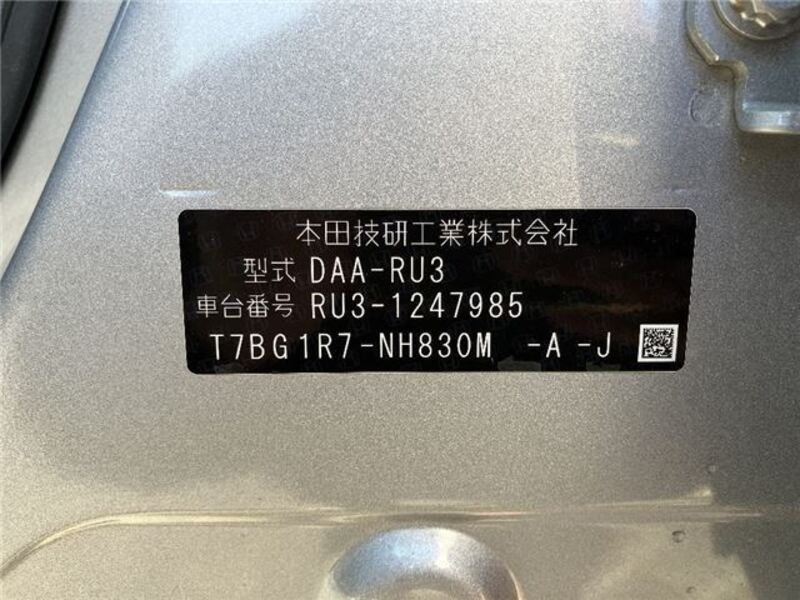 本田技研工業株式会社
型式 DAA-RU3
車台番号 RU3-1247985
T7BG1R7-NH830M -A-J